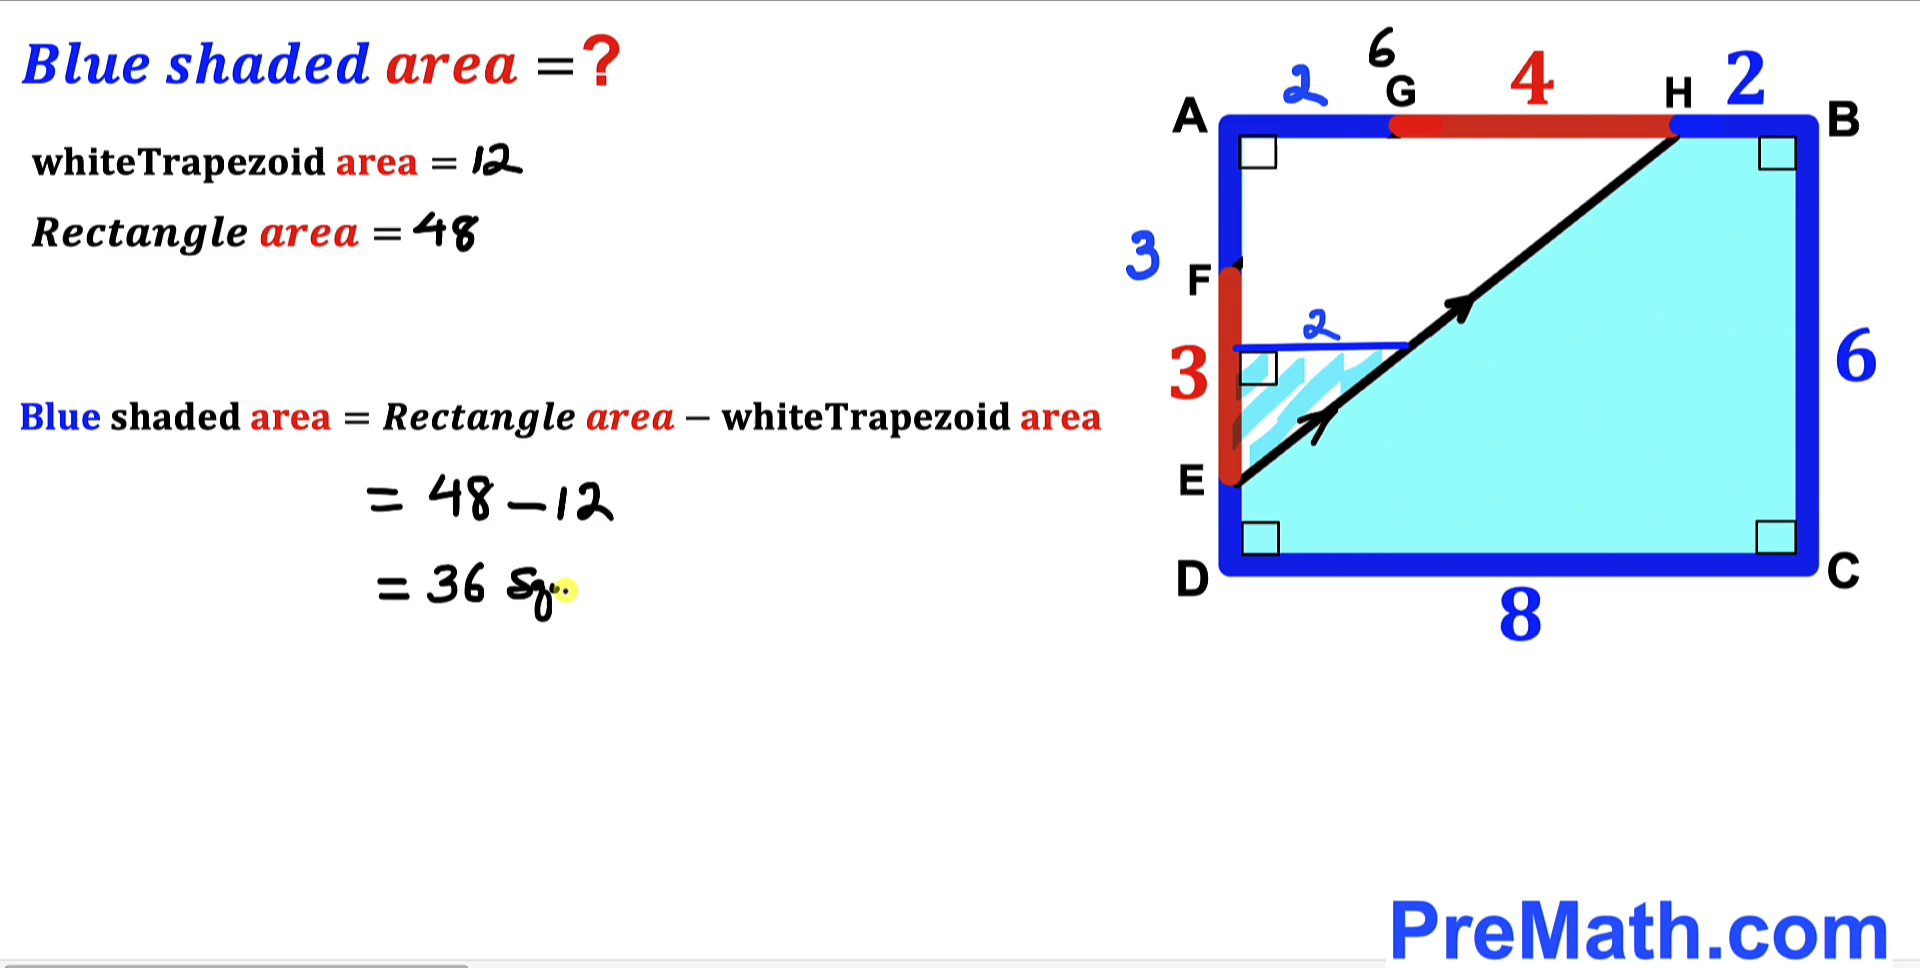 Blue shaded area = ?
whiteTrapezoid area = 12
Rectangle area = 48
Blue shaded area = Rectangle area − whiteTrapezoid area
= 48 − 12
= 36 Sq.
6
2 G 4 H 2
A B
3 F
2
3 6
E
D C
8
PreMath.com